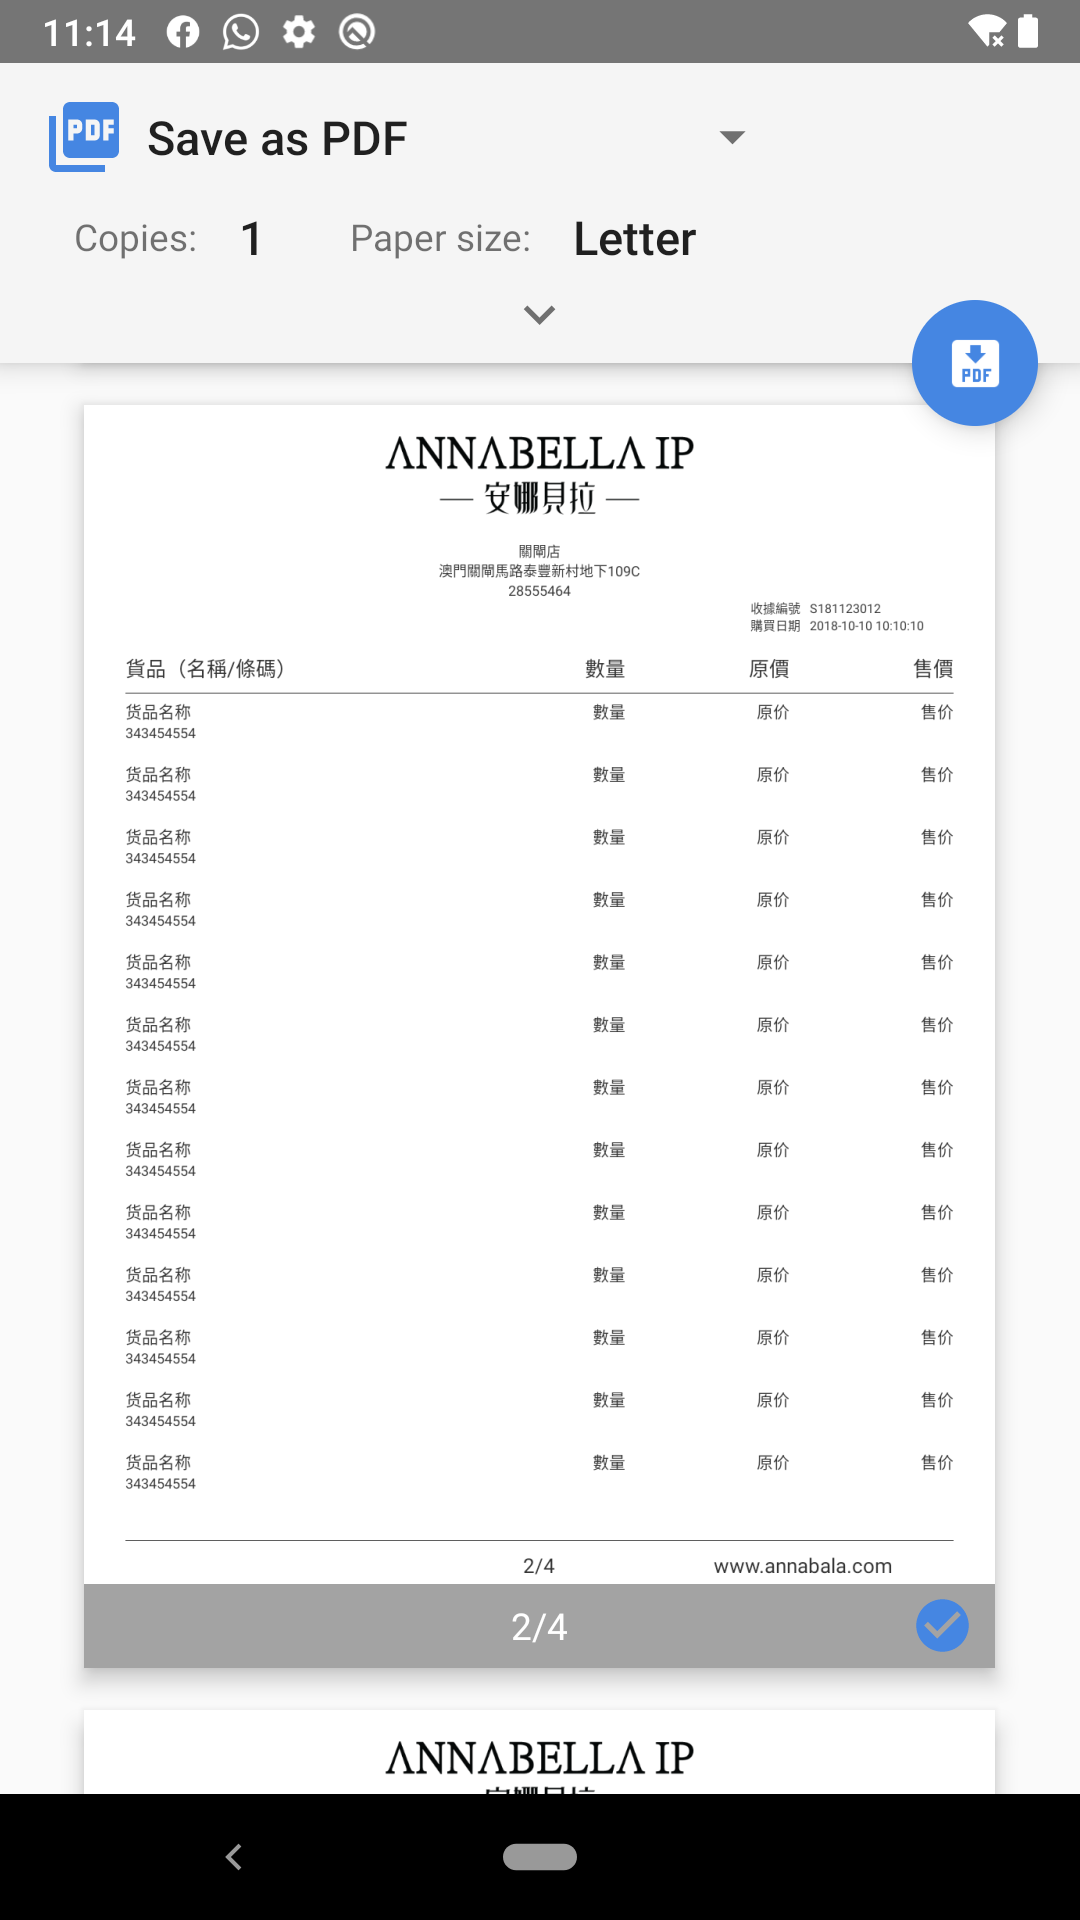 11:14
PDF
Save as PDF
Copies: 1 Paper size: Letter
PDF
ANNABELLA IP
安娜貝拉
關閘店
澳門關閘馬路泰豐新村地下109C
28555464
收據編號 S181123012
購買日期 2018-10-10 10:10:10
貨品（名稱/條碼） 數量 原價 售價
货品名称 數量 原价 售价
343454554
货品名称 數量 原价 售价
343454554
货品名称 數量 原价 售价
343454554
货品名称 數量 原价 售价
343454554
货品名称 數量 原价 售价
343454554
货品名称 數量 原价 售价
343454554
货品名称 數量 原价 售价
343454554
货品名称 數量 原价 售价
343454554
货品名称 數量 原价 售价
343454554
货品名称 數量 原价 售价
343454554
货品名称 數量 原价 售价
343454554
货品名称 數量 原价 售价
343454554
货品名称 數量 原价 售价
343454554
2/4 www.annabala.com
2/4
ANNABELLA IP